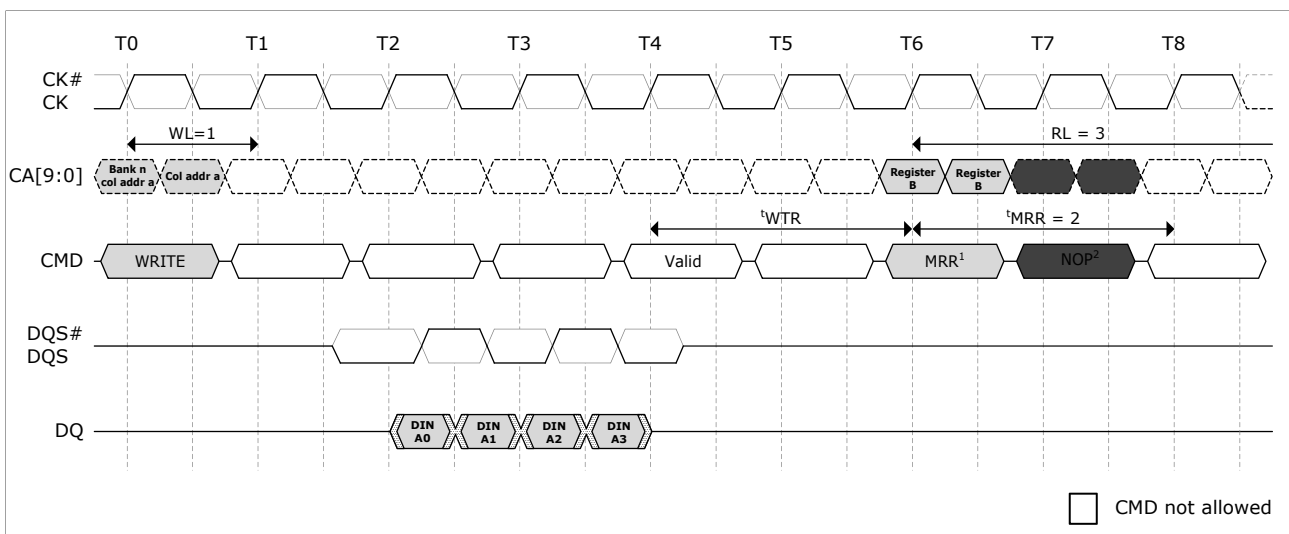 T0 T1 T2 T3 T4 T5 T6 T7 T8
CK#
CK
WL=1 RL = 3
CA[9:0] Bank n
col addr a Col addr a Register
B Register
B
tWTR tMRR = 2
CMD WRITE Valid MRR1 NOP2
DQS#
DQS
DQ DIN
A0 DIN
A1 DIN
A2 DIN
A3
CMD not allowed